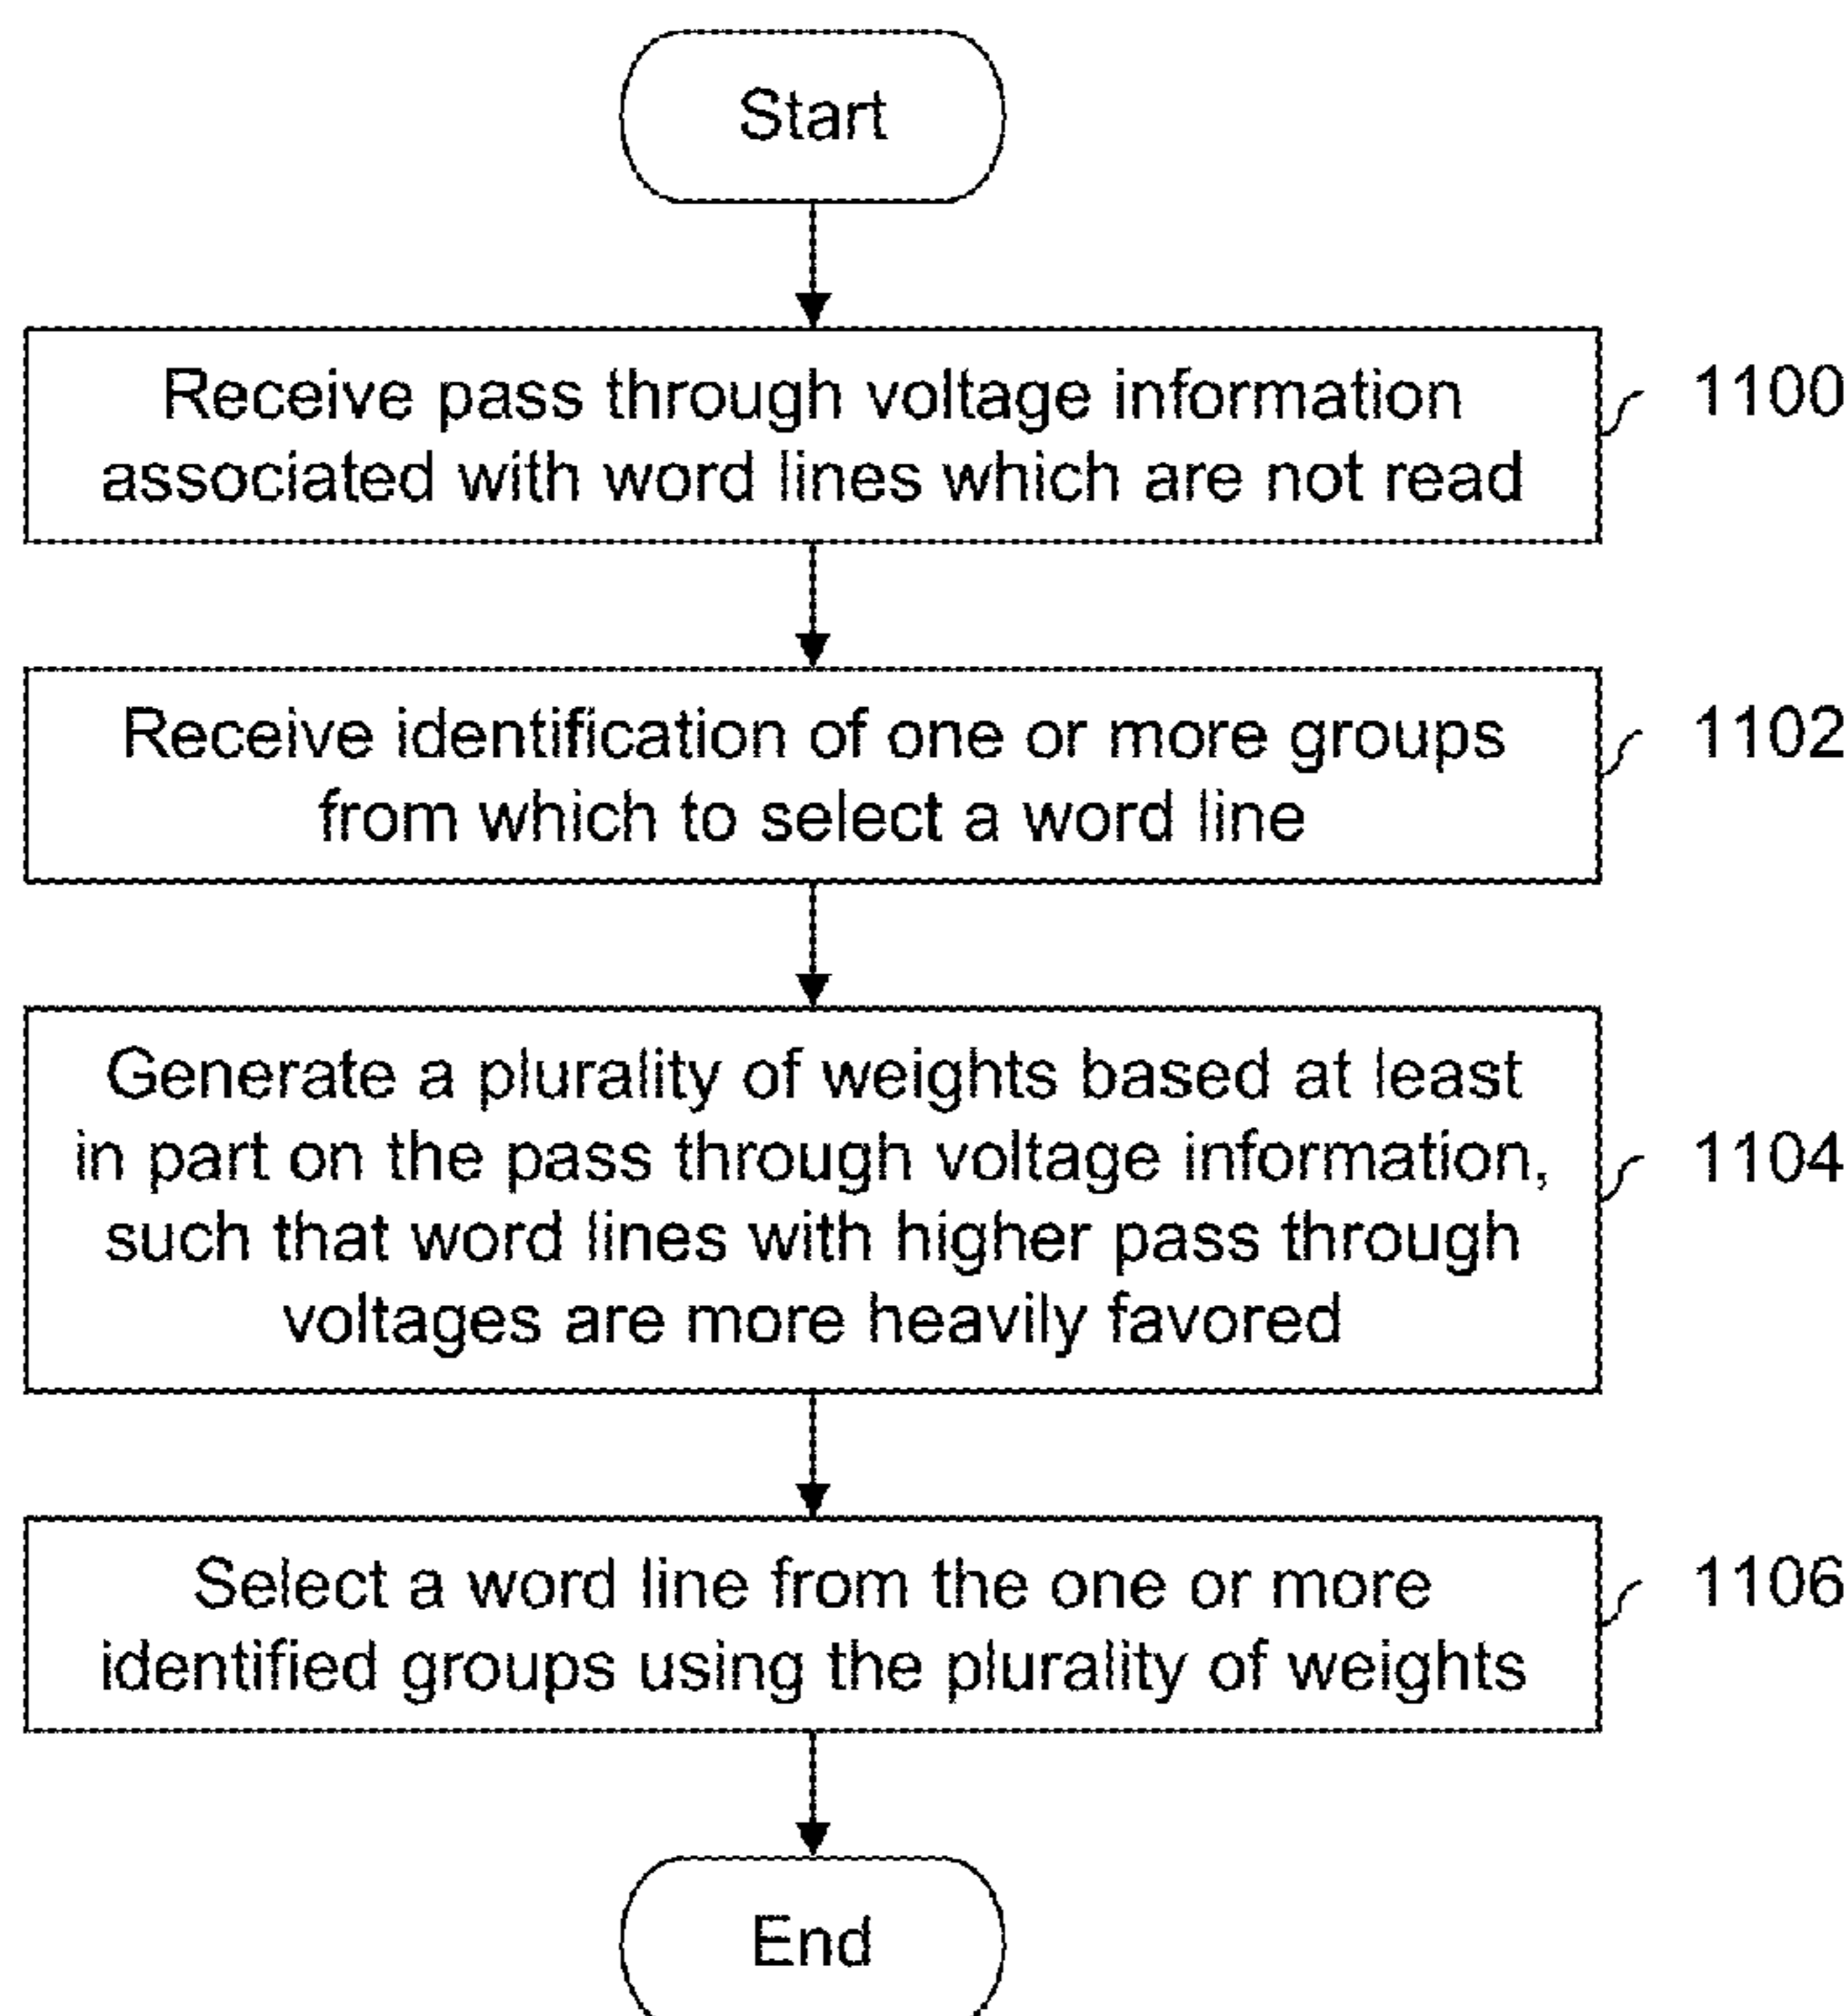 Start
Receive pass through voltage information
associated with word lines which are not read
1100
Receive identification of one or more groups
from which to select a word line
1102
Generate a plurality of weights based at least
in part on the pass through voltage information,
such that word lines with higher pass through
voltages are more heavily favored
1104
Select a word line from the one or more
identified groups using the plurality of weights
1106
End